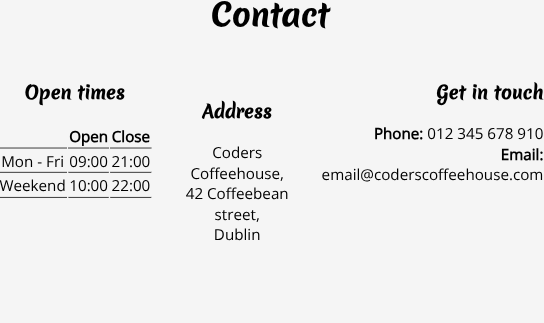 Contact
Open times
Open Close
Mon - Fri 09:00 21:00
Weekend 10:00 22:00
Address
Coders
Coffeehouse,
42 Coffeebean
street,
Dublin
Get in touch
Phone: 012 345 678 910
Email:
email@coderscoffeehouse.com